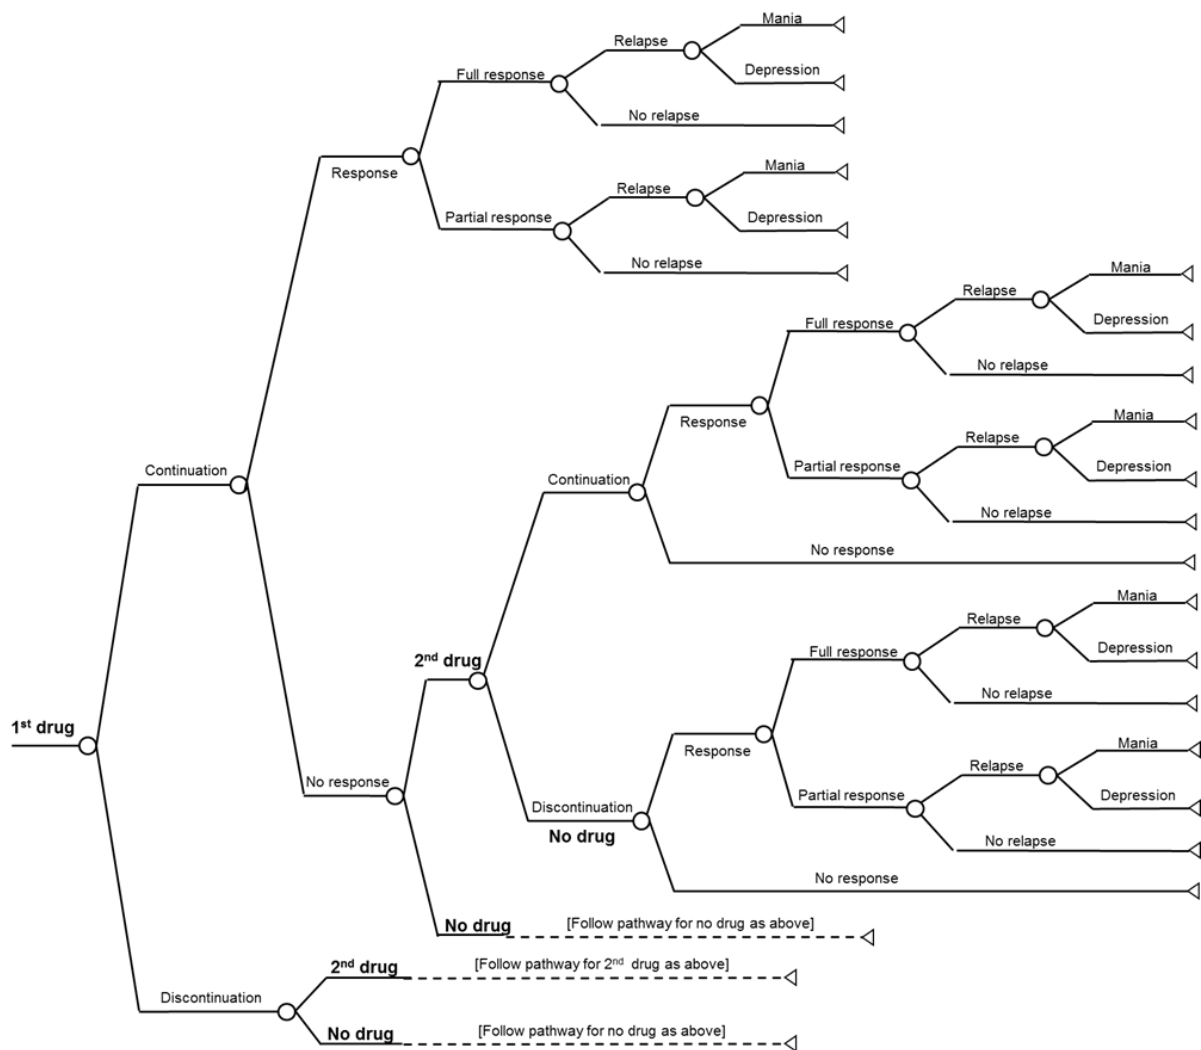 Mania
Relapse
Depression
Full response
No relapse
Response
Mania
Relapse
Depression
Partial response
No relapse
Mania
Relapse
Depression
Full response
No relapse
Response
Mania
Relapse
Depression
Partial response
No relapse
Continuation
Continuation
No response
Mania
Relapse
Depression
Full response
No relapse
2nd drug
Response
Mania
Relapse
Depression
Partial response
No relapse
1st drug
No response
Discontinuation
No drug
No response
No drug
[Follow pathway for no drug as above]
2nd drug
[Follow pathway for 2nd drug as above]
Discontinuation
No drug
[Follow pathway for no drug as above]